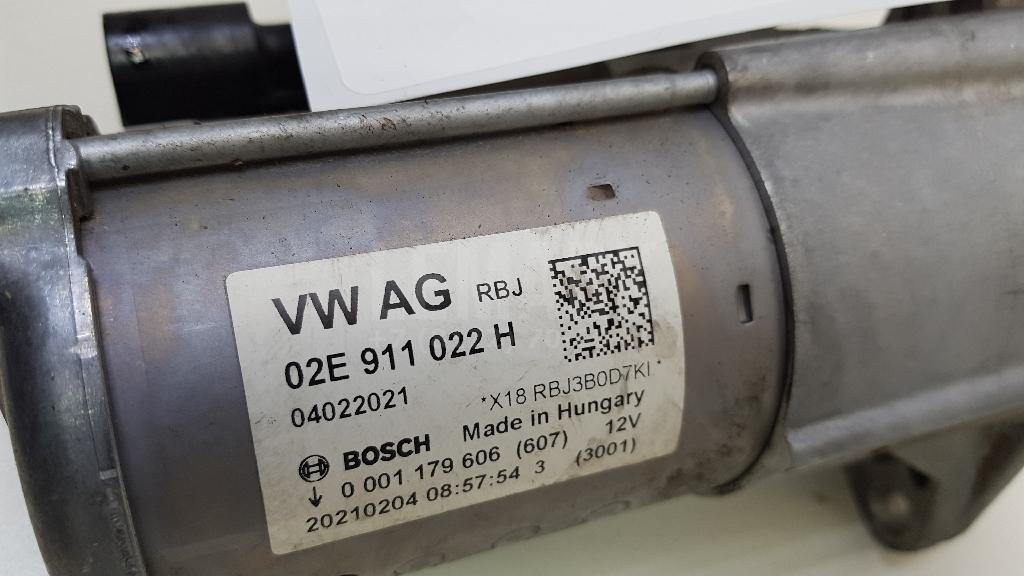 VW AG RBJ
02E 911 022 H
04022021 *X18 RBJ3B0D7KI*
BOSCH Made in Hungary
0 001 179 606 (607) 12V
20210204 08:57:54 3 (3001)